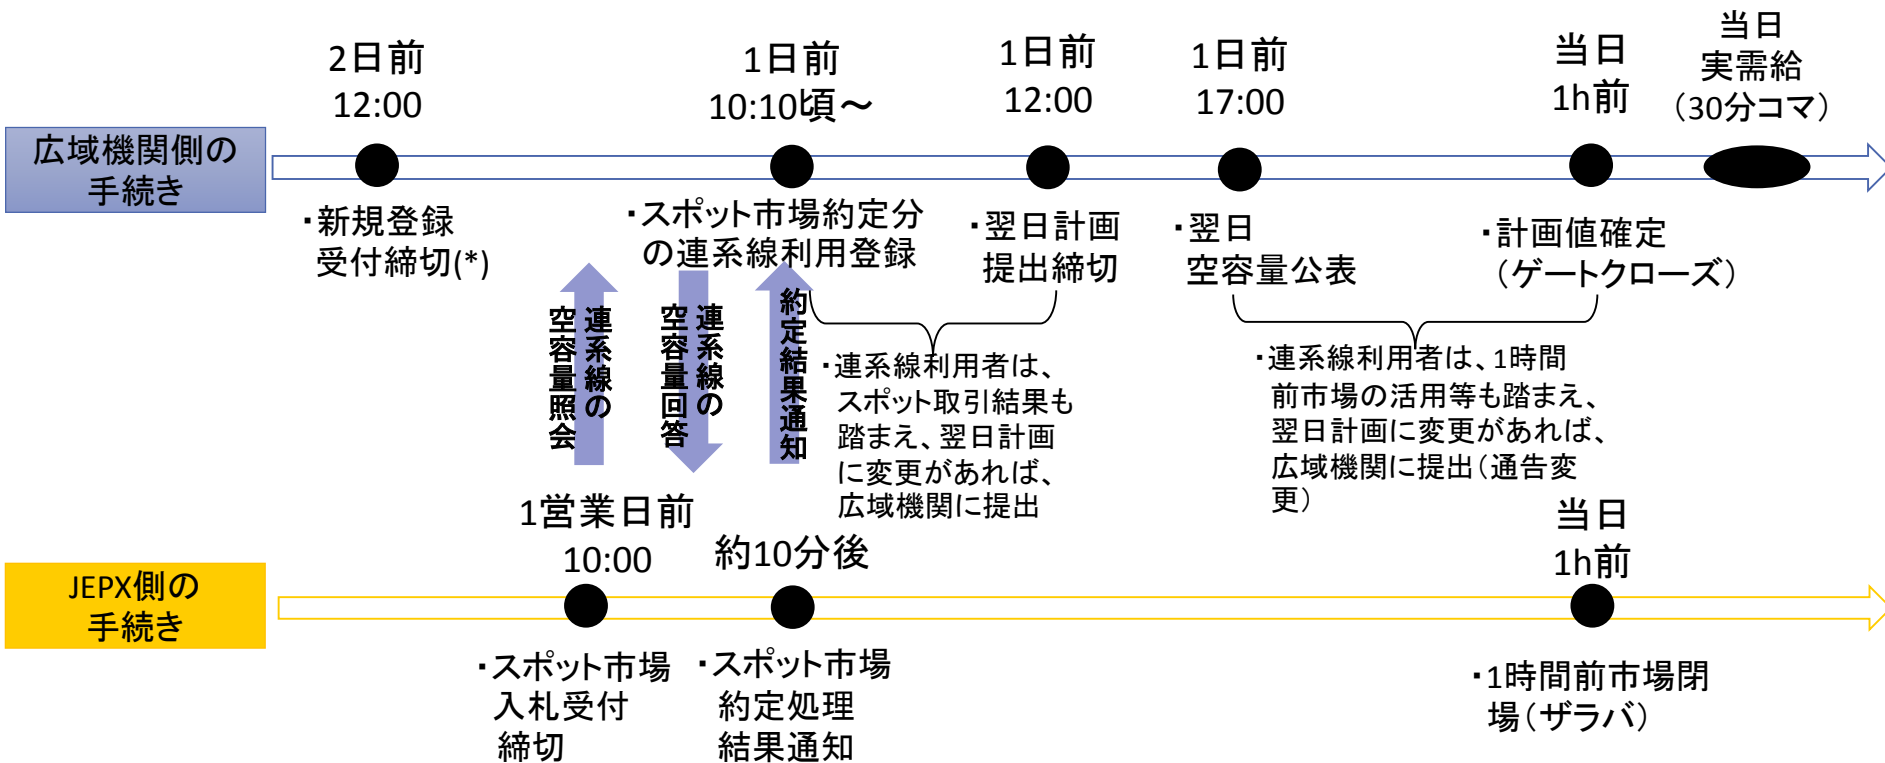 2日前
12:00
1日前
10:10頃～
1日前
12:00
1日前
17:00
当日
1h前
当日
実需給
（30分コマ）
広域機関側の
手続き
・新規登録
受付締切(*)
・スポット市場約定分
の連系線利用登録
・翌日計画
提出締切
・翌日
空容量公表
・計画値確定
（ゲートクローズ）
連系線の
空容量照会
連系線の
空容量回答
約定結果通知
・連系線利用者は、
スポット取引結果も
踏まえ、翌日計画
に変更があれば、
広域機関に提出
・連系線利用者は、1時間
前市場の活用等も踏まえ、
翌日計画に変更があれば、
広域機関に提出（通告変
更）
1営業日前
10:00
約10分後
当日
1h前
JEPX側の
手続き
・スポット市場
入札受付
締切
・スポット市場
約定処理
結果通知
・1時間前市場閉
場（ザラバ）